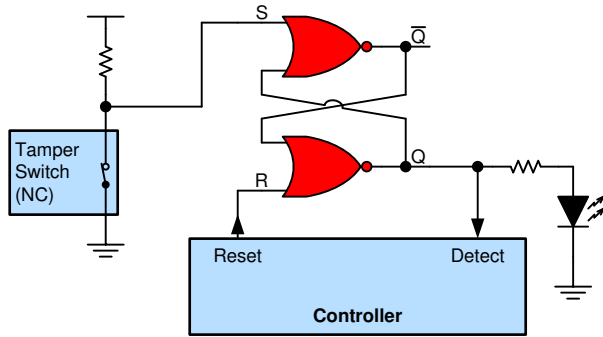 S
Q̅
Tamper
Switch
(NC)
Q
R
Reset
Detect
Controller